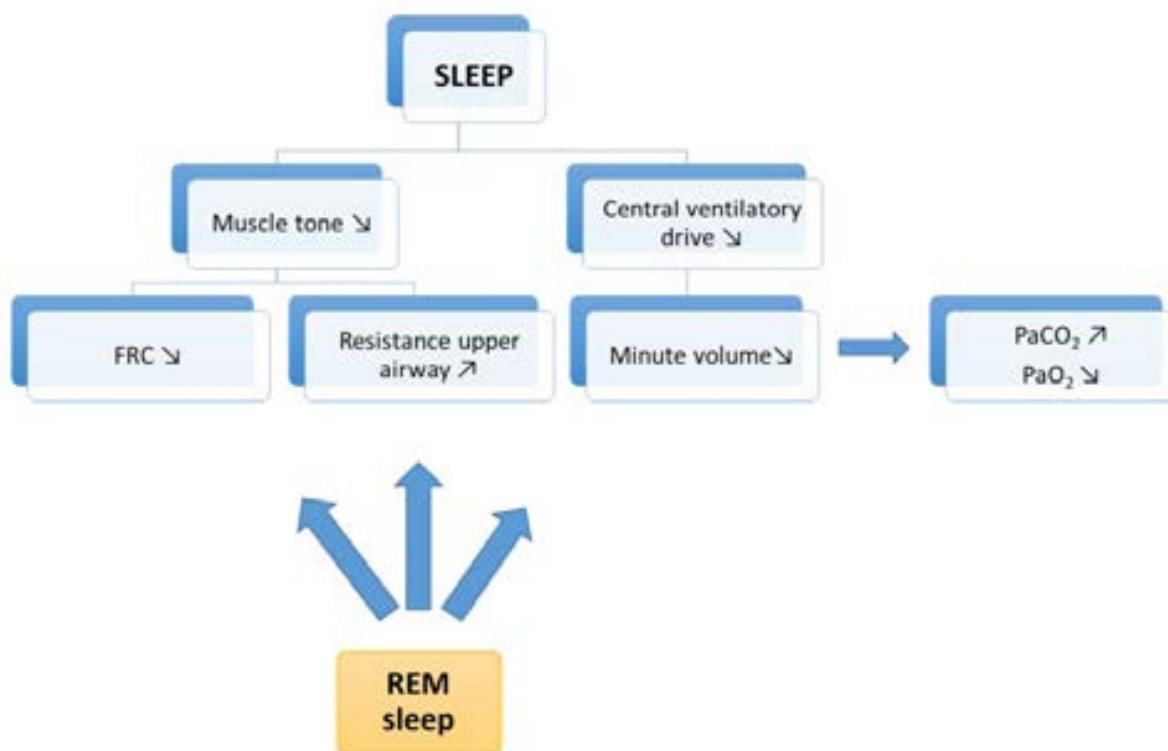 SLEEP
Muscle tone ↘
Central ventilatory
drive ↘
FRC ↘
Resistance upper
airway ↗
Minute volume↘
PaCO₂ ↗
PaO₂ ↘
REM
sleep